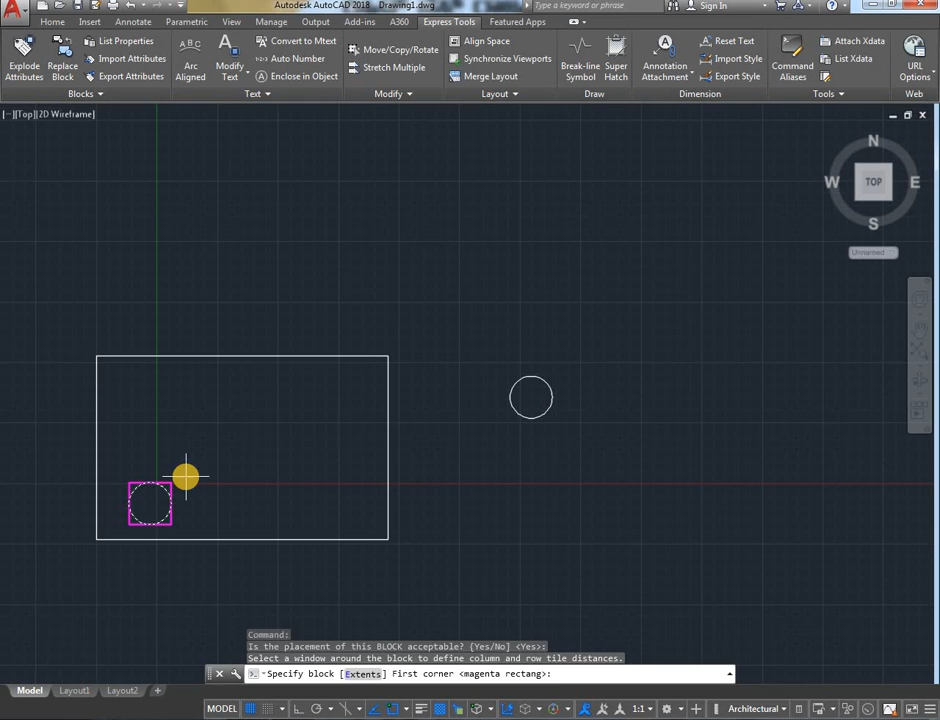 Autodesk AutoCAD 2018 Drawing1.dwg
Type a keyword or phrase
Sign In
Home Insert Annotate Parametric View Manage Output Add-ins A360 Express Tools Featured Apps
Explode Attributes
Replace Block
List Properties
Import Attributes
Export Attributes
Blocks
Arc Aligned
Modify Text
Convert to Mtext
Auto Number
Enclose in Object
Text
Move/Copy/Rotate
Stretch Multiple
Modify
Align Space
Synchronize Viewports
Merge Layout
Layout
Break-line Symbol
Super Hatch
Draw
Annotation Attachment
Reset Text
Import Style
Export Style
Dimension
Command Aliases
Attach Xdata
List Xdata
Tools
URL Options
Web
[−][Top][2D Wireframe]
N
W TOP E
S
Unnamed
Command:
Is the placement of this BLOCK acceptable? [Yes/No] <Yes>:
Select a window around the block to define column and row tile distances.
Specify block [Extents] First corner <magenta rectang>:
Model Layout1 Layout2 +
MODEL 1:1 Architectural